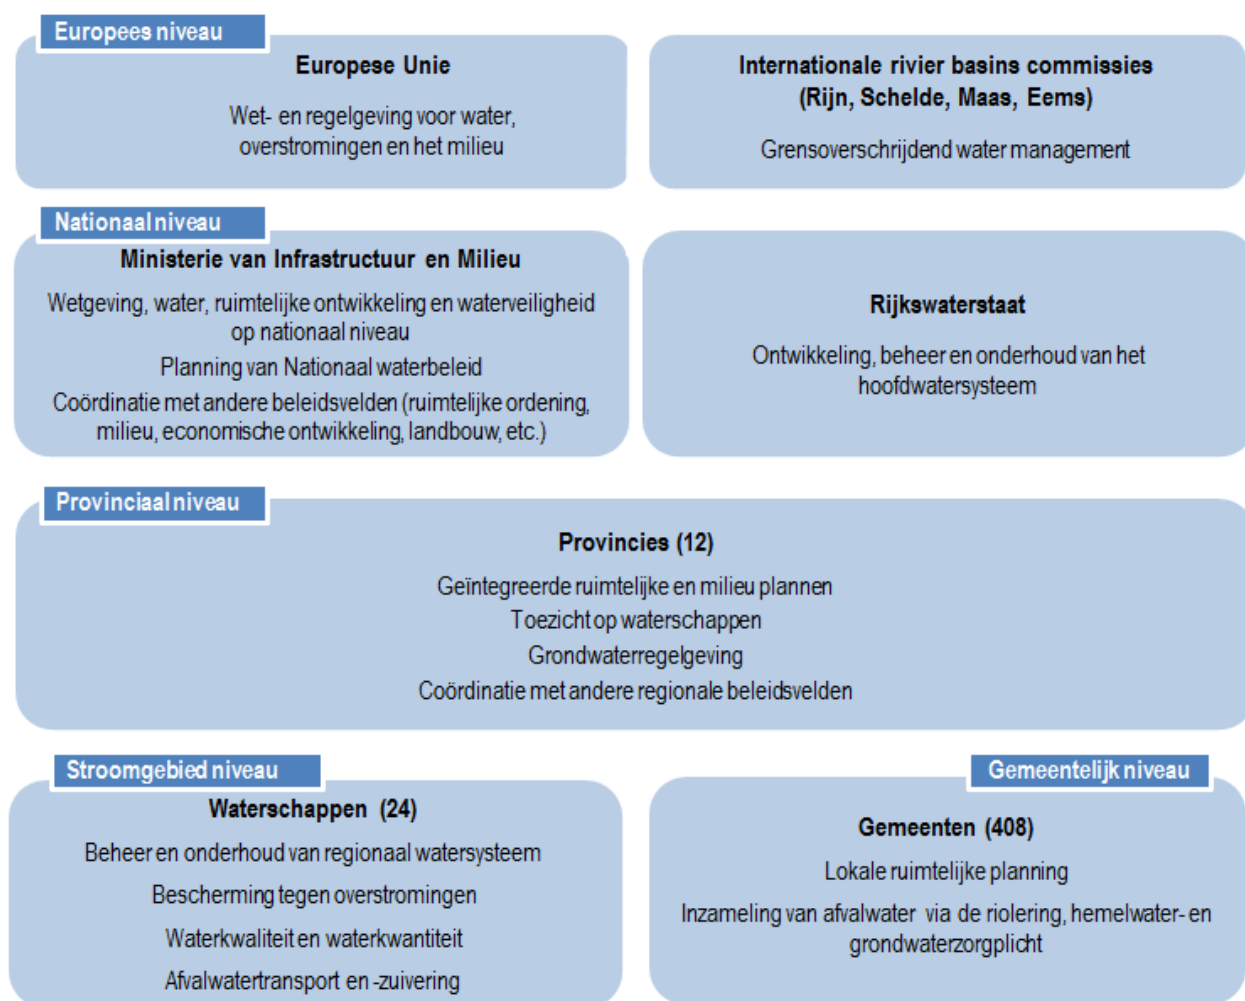 Europees niveau
Europese Unie
Wet- en regelgeving voor water,
overstromingen en het milieu
Internationale rivier basins commissies
(Rijn, Schelde, Maas, Eems)
Grensoverschrijdend water management
Nationaal niveau
Ministerie van Infrastructuur en Milieu
Wetgeving, water, ruimtelijke ontwikkeling en waterveiligheid
op nationaal niveau
Planning van Nationaal waterbeleid
Coördinatie met andere beleidsvelden (ruimtelijke ordening,
milieu, economische ontwikkeling, landbouw, etc.)
Rijkswaterstaat
Ontwikkeling, beheer en onderhoud van het
hoofdwatersysteem
Provinciaal niveau
Provincies (12)
Geïntegreerde ruimtelijke en milieu plannen
Toezicht op waterschappen
Grondwaterregelgeving
Coördinatie met andere regionale beleidsvelden
Stroomgebied niveau
Waterschappen (24)
Beheer en onderhoud van regionaal watersysteem
Bescherming tegen overstromingen
Waterkwaliteit en waterkwantiteit
Afvalwatertransport en -zuivering
Gemeentelijk niveau
Gemeenten (408)
Lokale ruimtelijke planning
Inzameling van afvalwater via de riolering, hemelwater- en
grondwaterzorgplicht